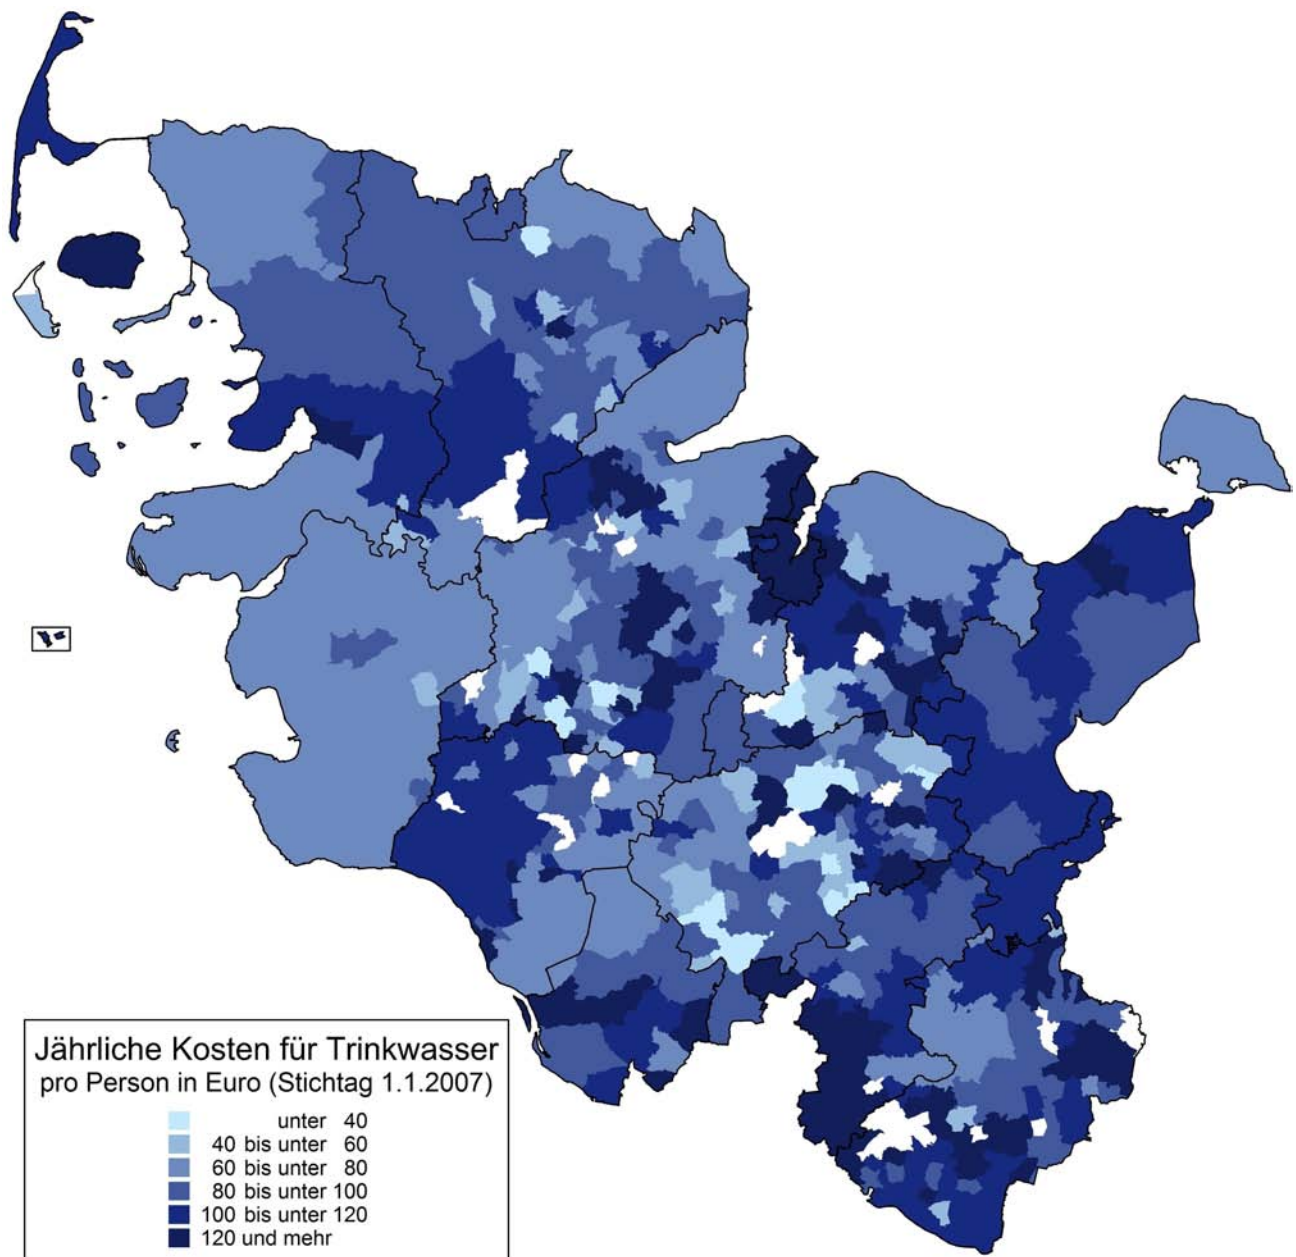 Jährliche Kosten für Trinkwasser
pro Person in Euro (Stichtag 1.1.2007)
unter 40
40 bis unter 60
60 bis unter 80
80 bis unter 100
100 bis unter 120
120 und mehr